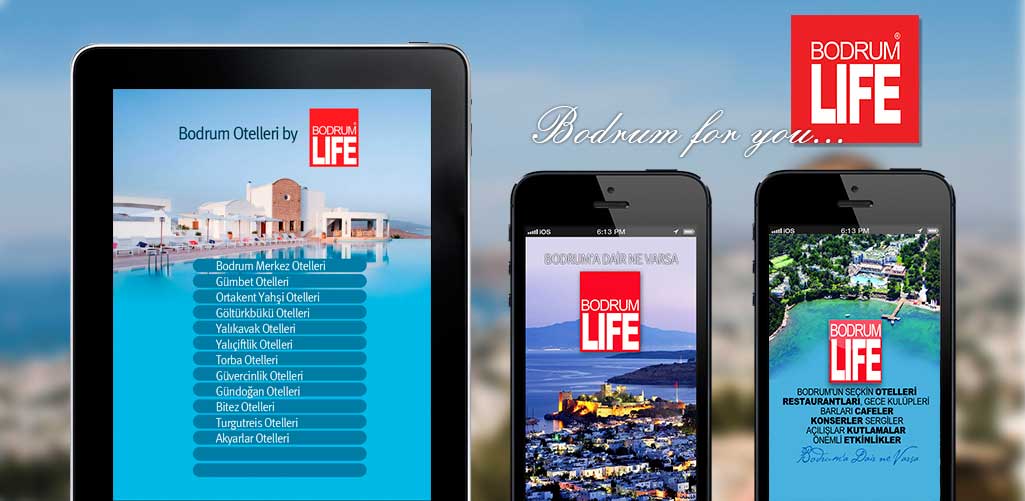 Bodrum Otelleri by
BODRUM
LIFE
Bodrum Merkez Otelleri
Gümbet Otelleri
Ortakent Yahşi Otelleri
Göltürkbükü Otelleri
Yalıkavak Otelleri
Yalıçiftlik Otelleri
Torba Otelleri
Güvercinlik Otelleri
Gündoğan Otelleri
Bitez Otelleri
Turgutreis Otelleri
Akyarlar Otelleri
Bodrum for you...
BODRUM®
LIFE
iOS 6:13 PM
BODRUM'A DAİR NE VARSA
BODRUM
LIFE
iOS 6:13 PM
BODRUM
LIFE
BODRUM'UN SEÇKİN OTELLERİ
RESTAURANTLARI, GECE KULÜPLERİ
BARLARI CAFELER
KONSERLER SERGİLER
AÇILIŞLAR KUTLAMALAR
ÖNEMLİ ETKİNLİKLER
Bodrum'a Dair ne Varsa